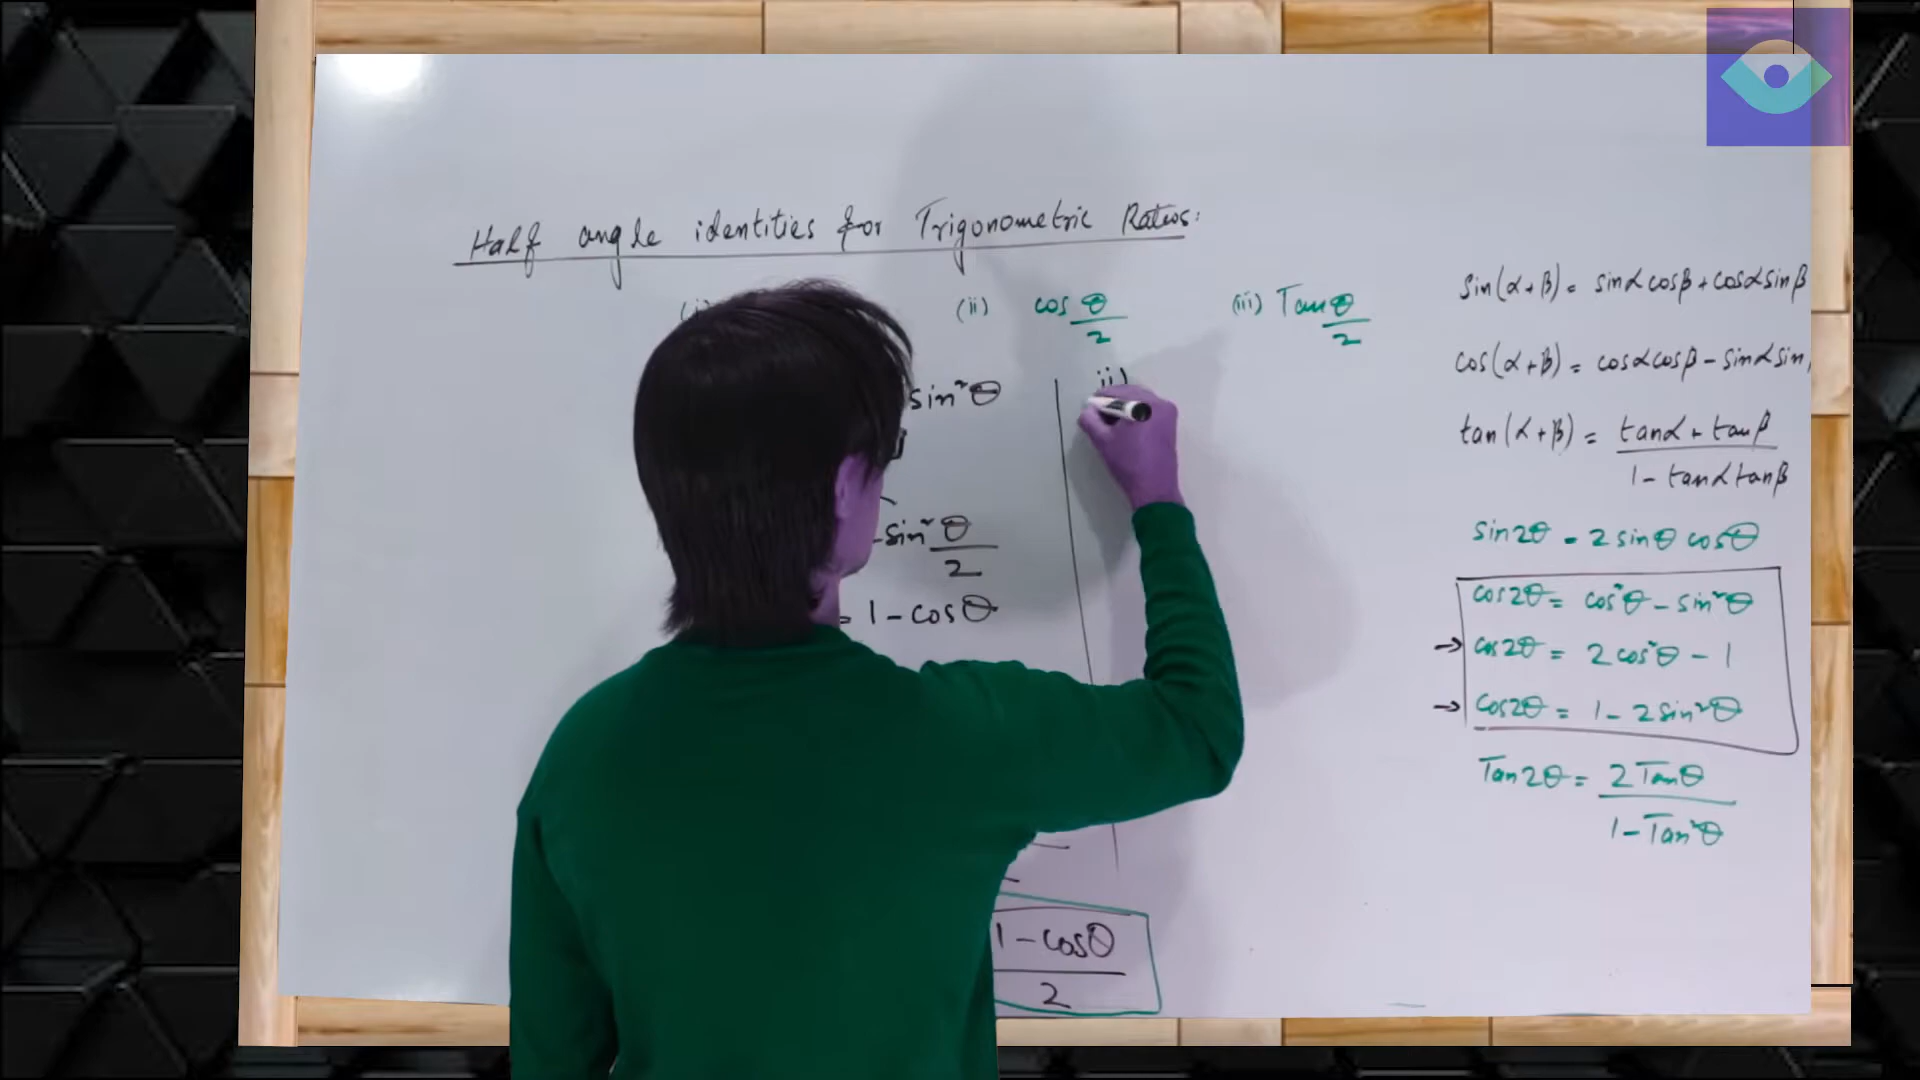 Half angle identities for Trigonometric Ratios:
(ii) cos θ/2 (iii) Tan θ/2
sin²θ
ii)
-sin² θ/2
= 1 - cosθ
1 - cosθ
2
sin(α+β) = sinα cosβ + cosα sinβ
cos(α+β) = cosα cosβ - sinα sin
tan(α+β) = tanα + tanβ
1 - tanα tanβ
sin2θ = 2 sinθ cosθ
cos2θ = cos²θ - sin²θ
→ cos2θ = 2cos²θ - 1
→ cos2θ = 1 - 2sin²θ
Tan2θ = 2Tanθ
1 - Tan²θ